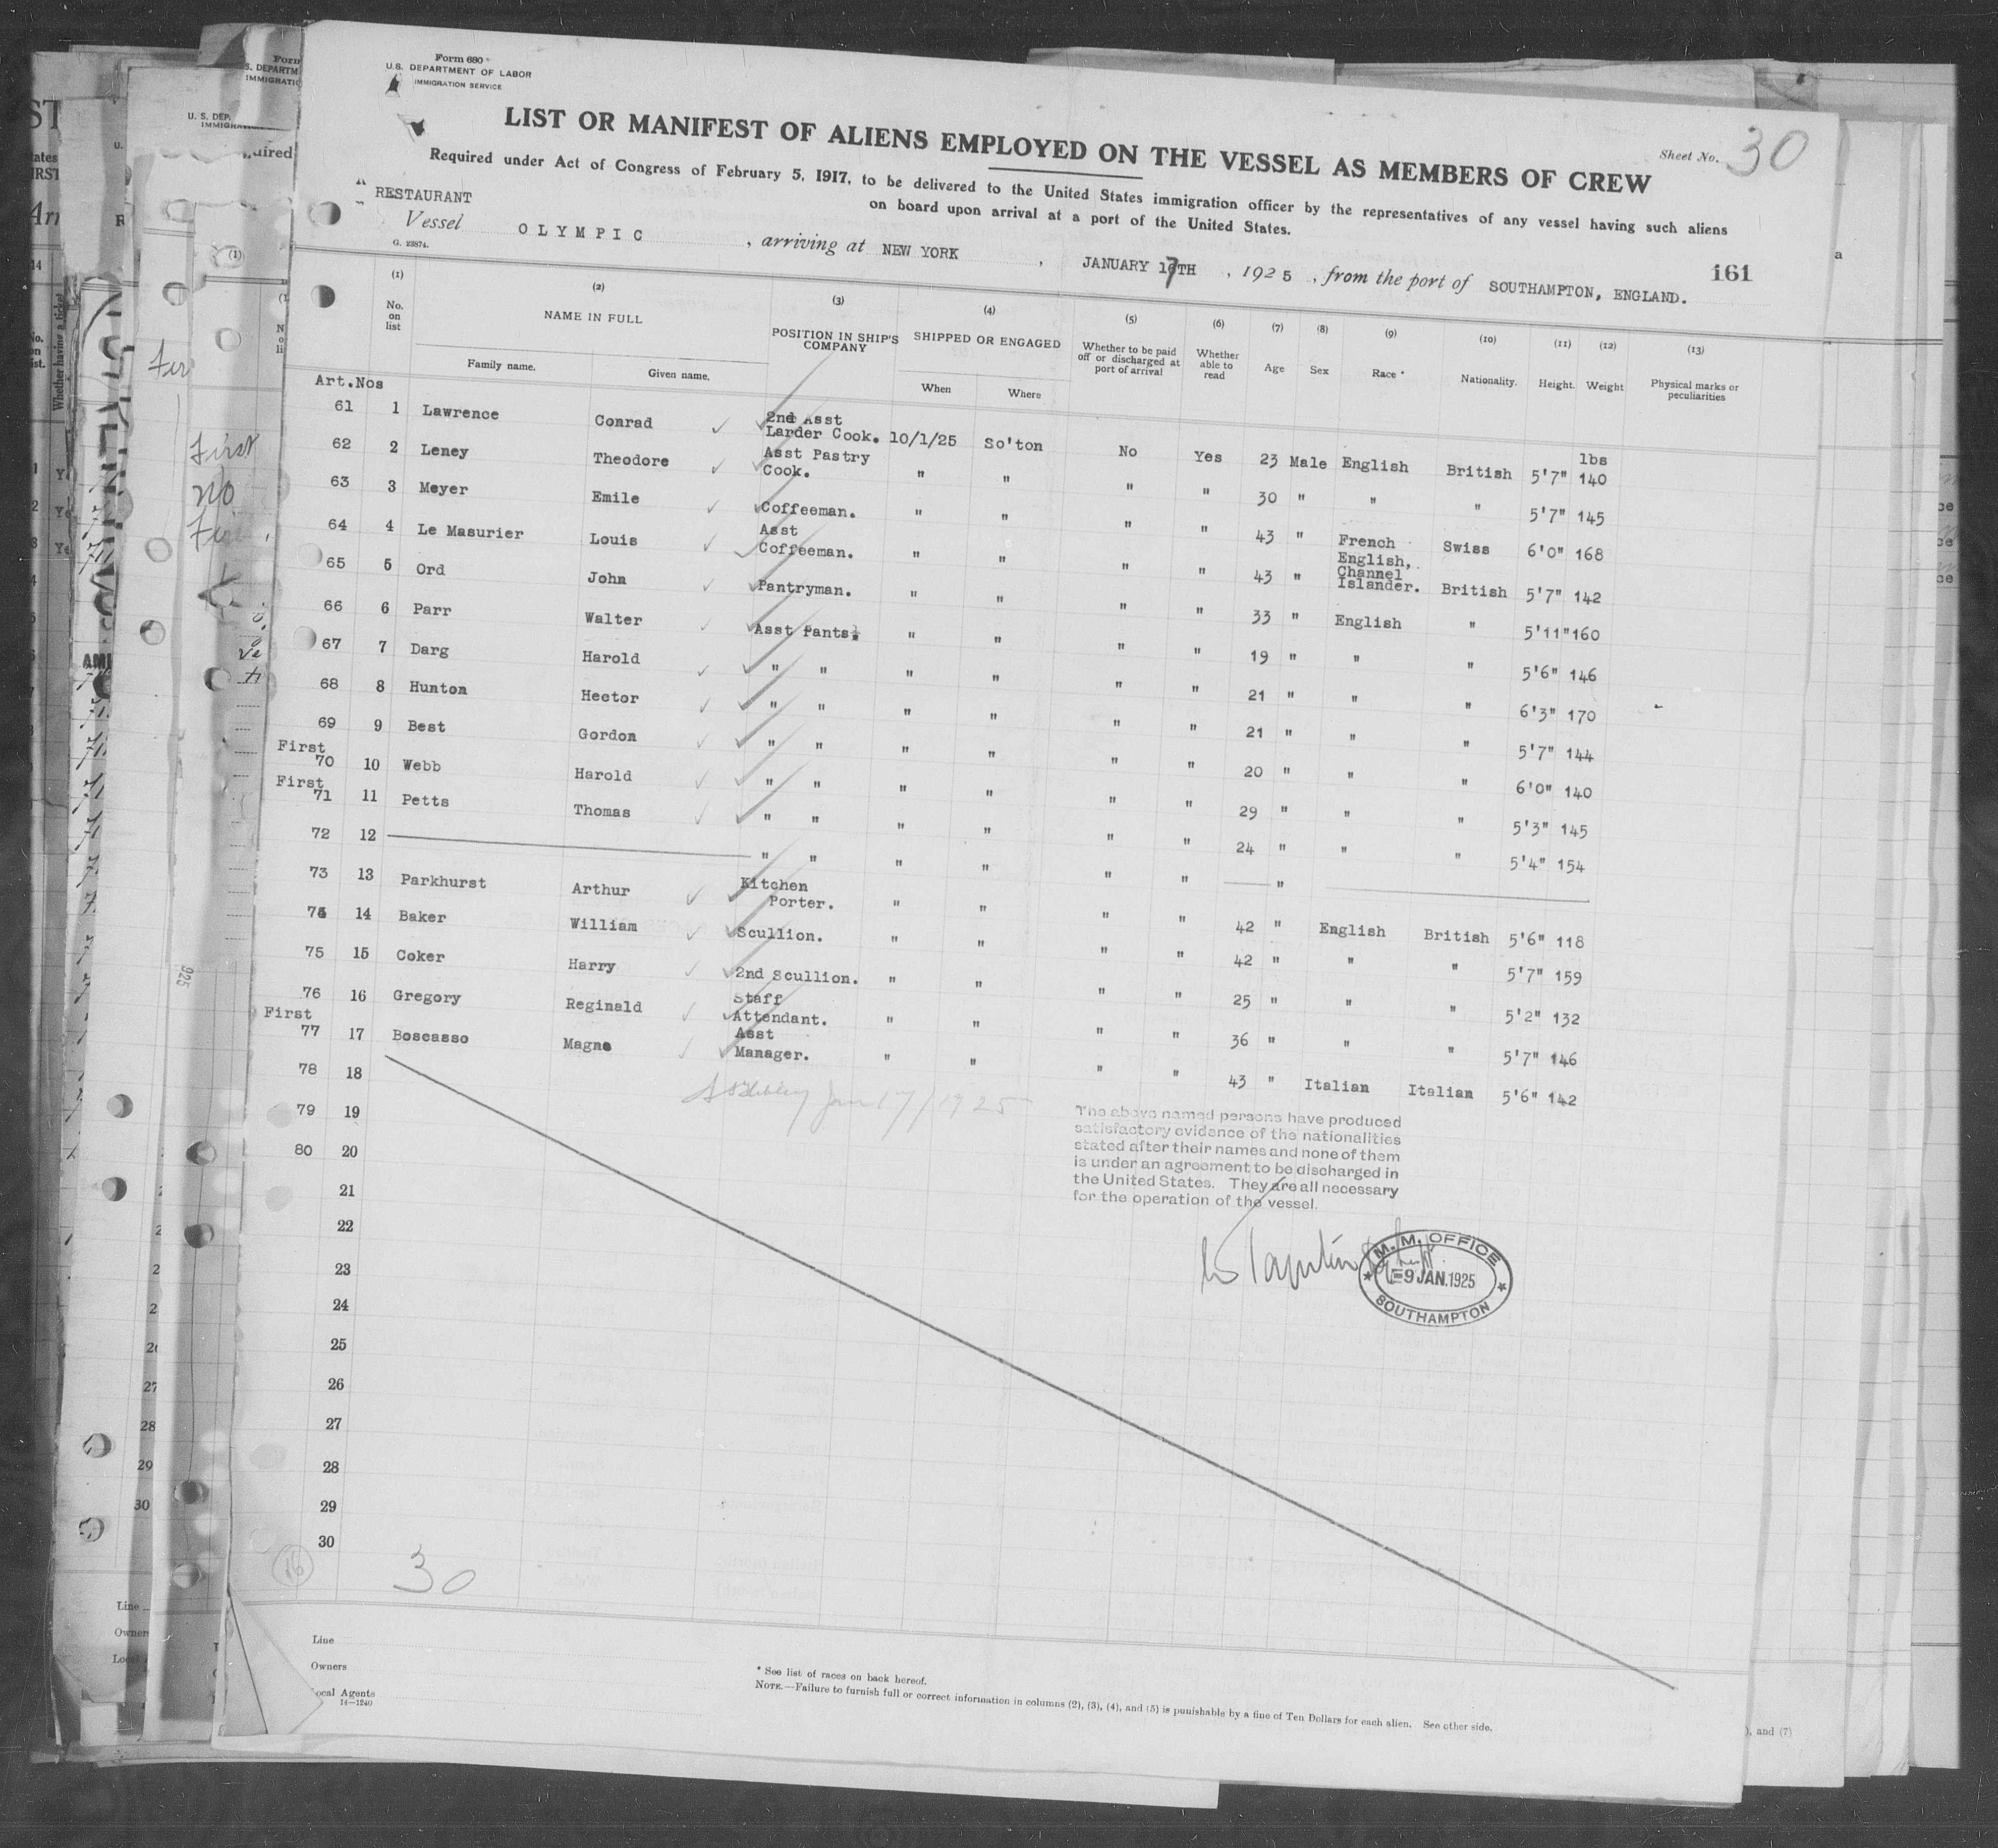 Form 680
U.S. DEPARTMENT OF LABOR
IMMIGRATION SERVICE
LIST OR MANIFEST OF ALIENS EMPLOYED ON THE VESSEL AS MEMBERS OF CREW
Sheet No. 30
Required under Act of Congress of February 5, 1917, to be delivered to the United States immigration officer by the representatives of any vessel having such aliens
on board upon arrival at a port of the United States.
RESTAURANT
Vessel OLYMPIC, arriving at NEW YORK, JANUARY 17TH, 1925, from the port of SOUTHAMPTON, ENGLAND.
G. 23874.
161
(1) (2) (3) (4) (5) (6) (7) (8) (9) (10) (11) (12) (13)
No. on list NAME IN FULL POSITION IN SHIP'S COMPANY SHIPPED OR ENGAGED Whether to be paid off or discharged at port of arrival Whether able to read Age Sex Race * Nationality. Height. Weight Physical marks or peculiarities
Family name. Given name. When Where
Art.Nos
61 1 Lawrence Conrad 2nd Asst Larder Cook. 10/1/25 So'ton No Yes 23 Male English British 5'7" lbs 140
62 2 Leney Theodore Asst Pastry Cook. " " " " 30 " " " 5'7" 145
63 3 Meyer Emile Coffeeman. " " " " 43 " French Swiss 6'0" 168
64 4 Le Masurier Louis Asst Coffeeman. " " " " 43 " English, Channel Islander. British 5'7" 142
65 5 Ord John Pantryman. " " " " 33 " English " 5'11" 160
66 6 Parr Walter Asst Pants. " " " " 19 " " " 5'6" 146
67 7 Darg Harold " " " " " " 21 " " " 6'3" 170
68 8 Hunton Hector " " " " " " 21 " " " 5'7" 144
69 9 Best Gordon " " " " " " 20 " " " 6'0" 140
First
70 10 Webb Harold " " " " " " 29 " " " 5'3" 145
First
71 11 Petts Thomas " " " " " " 24 " " " 5'4" 154
72 12 " " " " " " "
73 13 Parkhurst Arthur Kitchen Porter. " " " " 42 " English British 5'6" 118
74 14 Baker William Scullion. " " " " 42 " " " 5'7" 159
75 15 Coker Harry 2nd Scullion. " " " " 25 " " " 5'2" 132
76 16 Gregory Reginald Staff Attendant. " " " " 36 " " " 5'7" 146
First
77 17 Boscasso Magno Asst Manager. " " " " 43 " Italian Italian 5'6" 142
78 18
79 19
80 20
21
22
23
24
25
26
27
28
29
30
Jan 17/1925
The above named persons have produced
satisfactory evidence of the nationalities
stated after their names and none of them
is under an agreement to be discharged in
the United States. They are all necessary
for the operation of the vessel.
M. M. OFFICE
9 JAN. 1925
SOUTHAMPTON
30
Line
Owners
Local Agents
14—1240
* See list of races on back hereof.
NOTE.—Failure to furnish full or correct information in columns (2), (3), (4), and (5) is punishable by a fine of Ten Dollars for each alien. See other side.
), and (7)